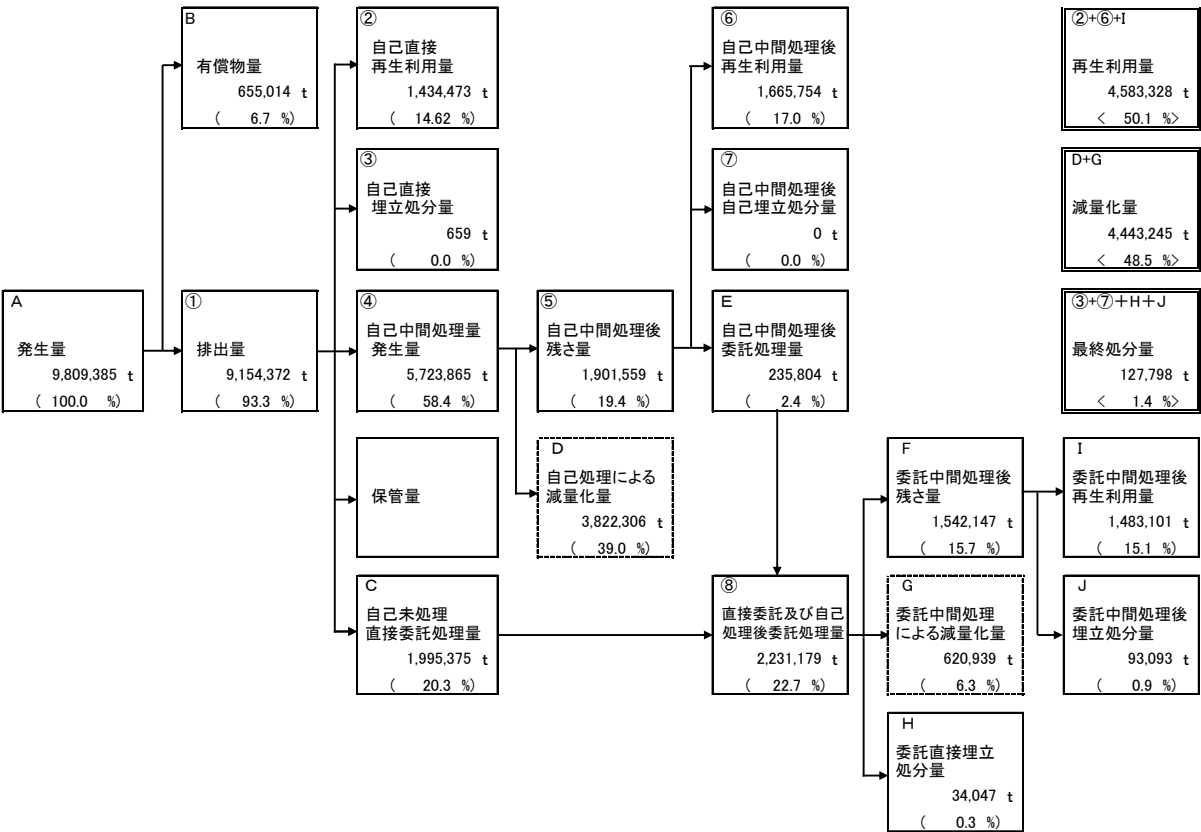 B
有償物量
655,014 t
( 6.7 %)
②
自己直接
再生利用量
1,434,473 t
( 14.62 %)
⑥
自己中間処理後
再生利用量
1,665,754 t
( 17.0 %)
②+⑥+I
再生利用量
4,583,328 t
< 50.1 %>
③
自己直接
埋立処分量
659 t
( 0.0 %)
⑦
自己中間処理後
自己埋立処分量
0 t
( 0.0 %)
D+G
減量化量
4,443,245 t
< 48.5 %>
A
発生量
9,809,385 t
( 100.0 %)
①
排出量
9,154,372 t
( 93.3 %)
④
自己中間処理量
発生量
5,723,865 t
( 58.4 %)
⑤
自己中間処理後
残さ量
1,901,559 t
( 19.4 %)
E
自己中間処理後
委託処理量
235,804 t
( 2.4 %)
③+⑦+H+J
最終処分量
127,798 t
< 1.4 %>
保管量
D
自己処理による
減量化量
3,822,306 t
( 39.0 %)
F
委託中間処理後
残さ量
1,542,147 t
( 15.7 %)
I
委託中間処理後
再生利用量
1,483,101 t
( 15.1 %)
C
自己未処理
直接委託処理量
1,995,375 t
( 20.3 %)
⑧
直接委託及び自己
処理後委託処理量
2,231,179 t
( 22.7 %)
G
委託中間処理
による減量化量
620,939 t
( 6.3 %)
J
委託中間処理後
埋立処分量
93,093 t
( 0.9 %)
H
委託直接埋立
処分量
34,047 t
( 0.3 %)